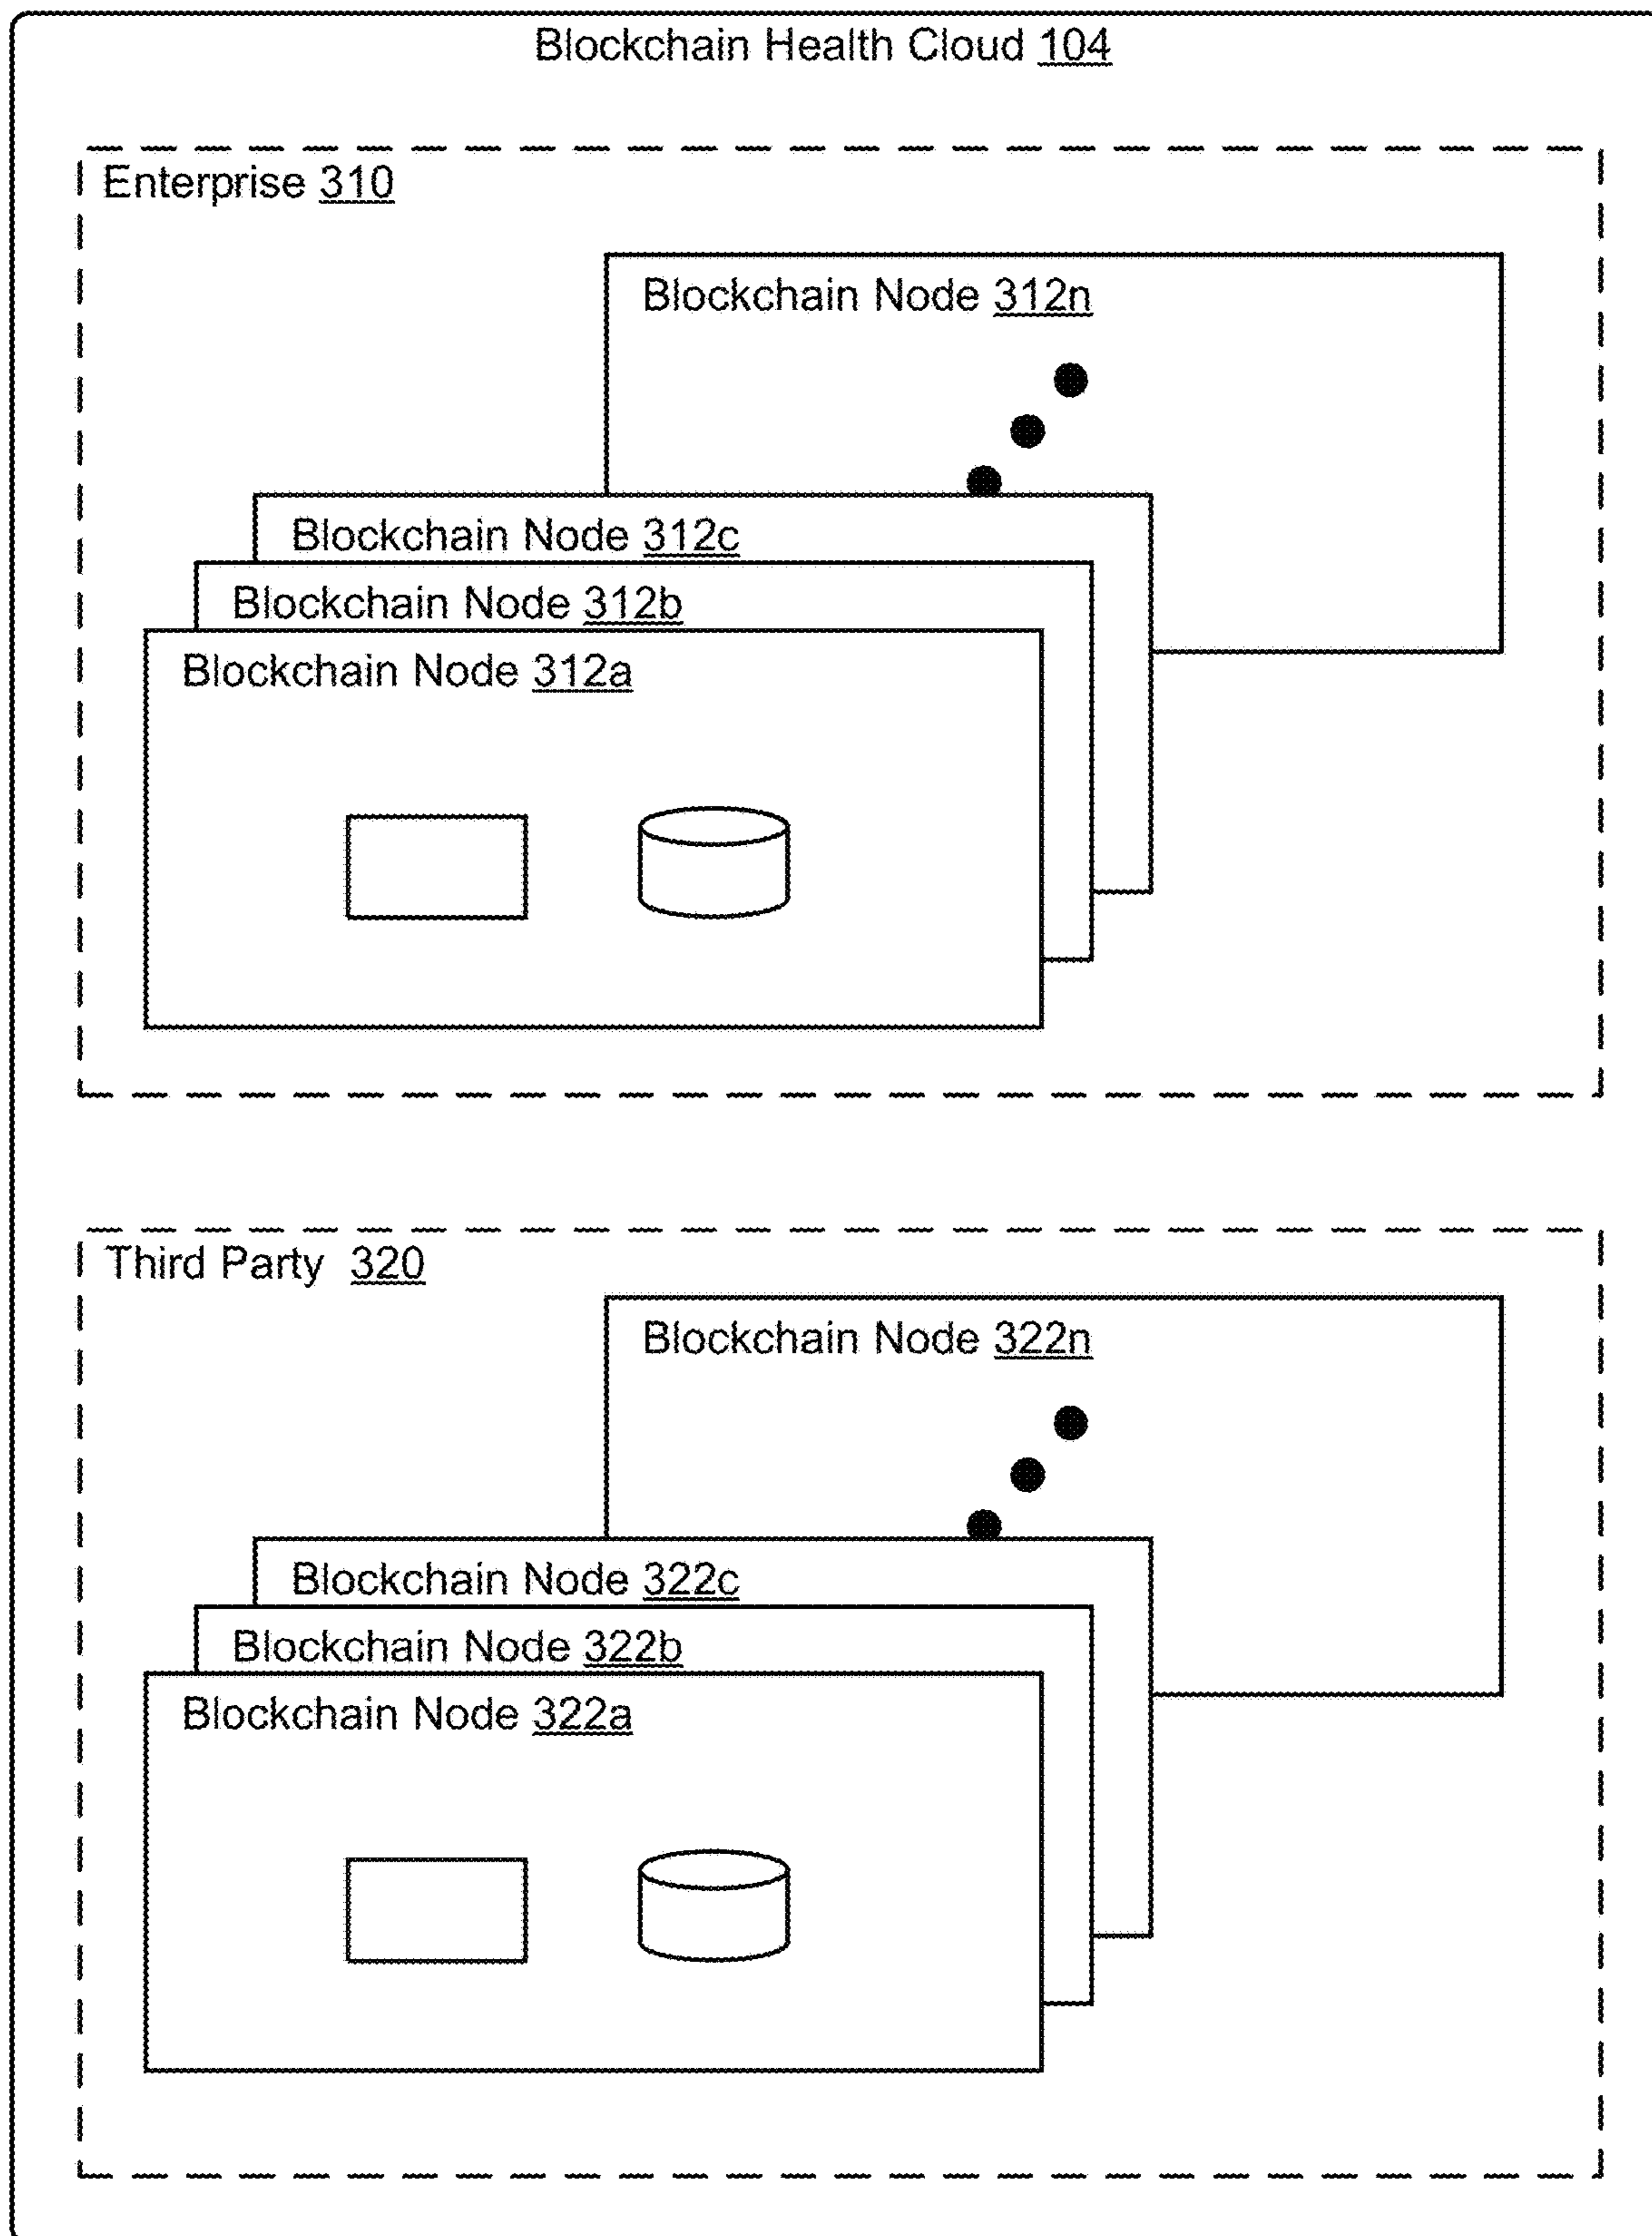 Blockchain Health Cloud 104
Enterprise 310
Blockchain Node 312n
Blockchain Node 312c
Blockchain Node 312b
Blockchain Node 312a
Third Party 320
Blockchain Node 322n
Blockchain Node 322c
Blockchain Node 322b
Blockchain Node 322a